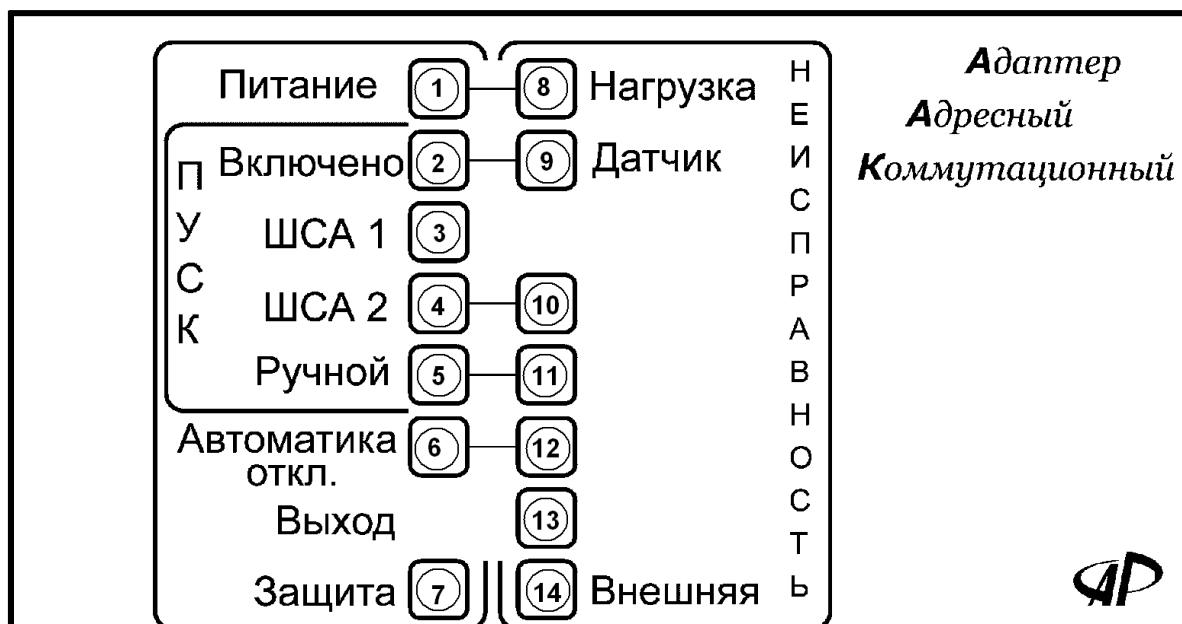 Питание 1 8 Нагрузка
Включено 2 9 Датчик
ШСА 1 3
ШСА 2 4 10
Ручной 5 11
Автоматика 6 12
откл.
Выход 13
Защита 7 14 Внешняя
ПУСК
НЕИСПРАВНОСТЬ
Адаптер
Адресный
Коммутационный
АР